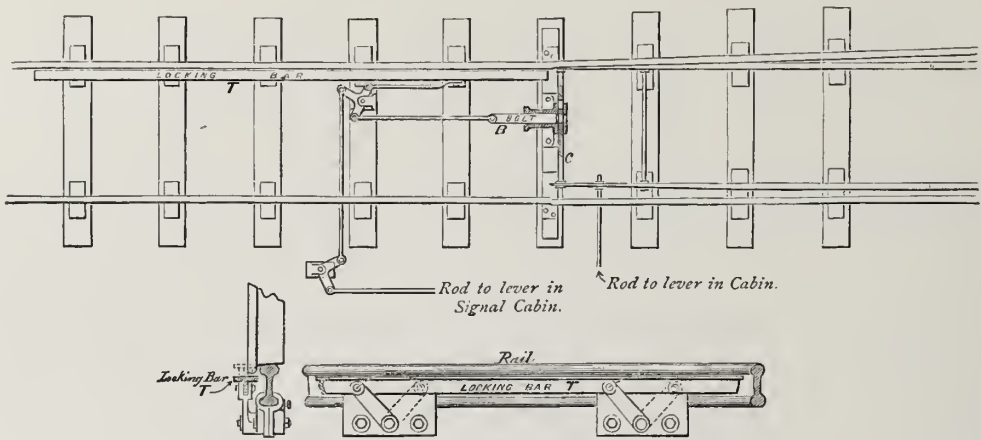 LOCKING BAR
T
BOLT
B
C
Rod to lever in
Signal Cabin.
Rod to lever in Cabin.
Rail.
Locking Bar
T
LOCKING BAR T